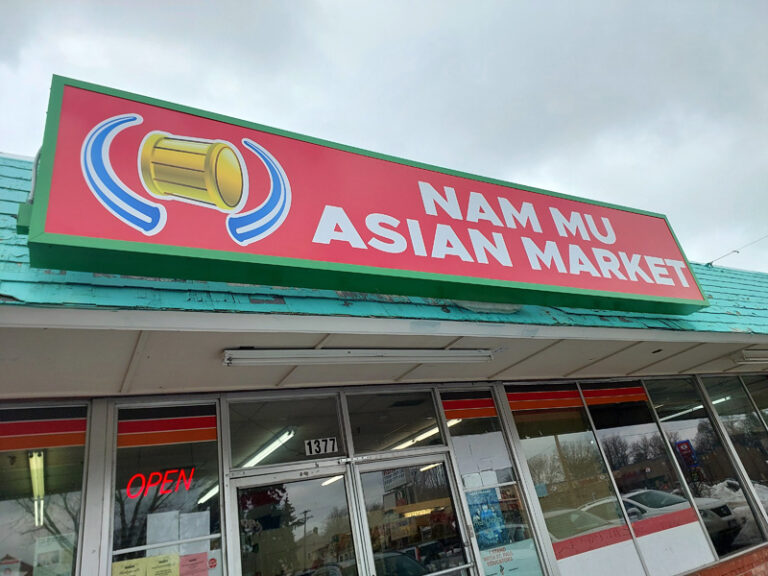 NAM MU
ASIAN MARKET
1377
OPEN